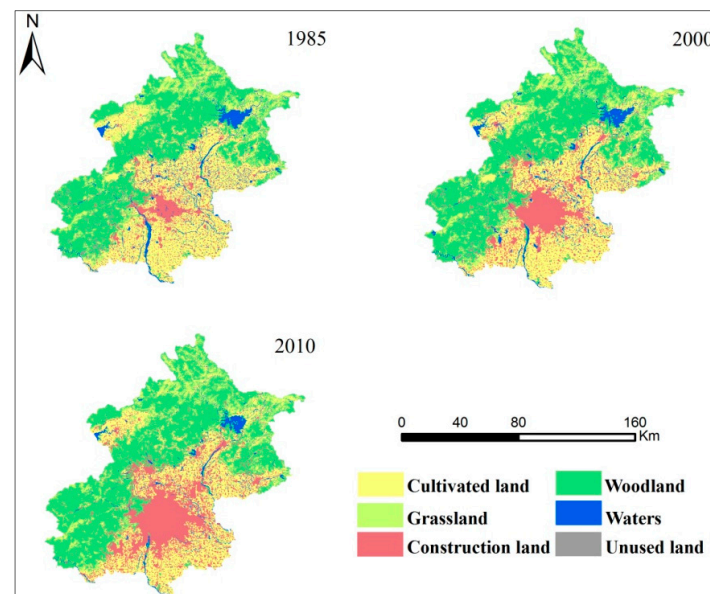 N
1985
2000
2010
0 40 80 160
Km
Cultivated land
Woodland
Grassland
Waters
Construction land
Unused land